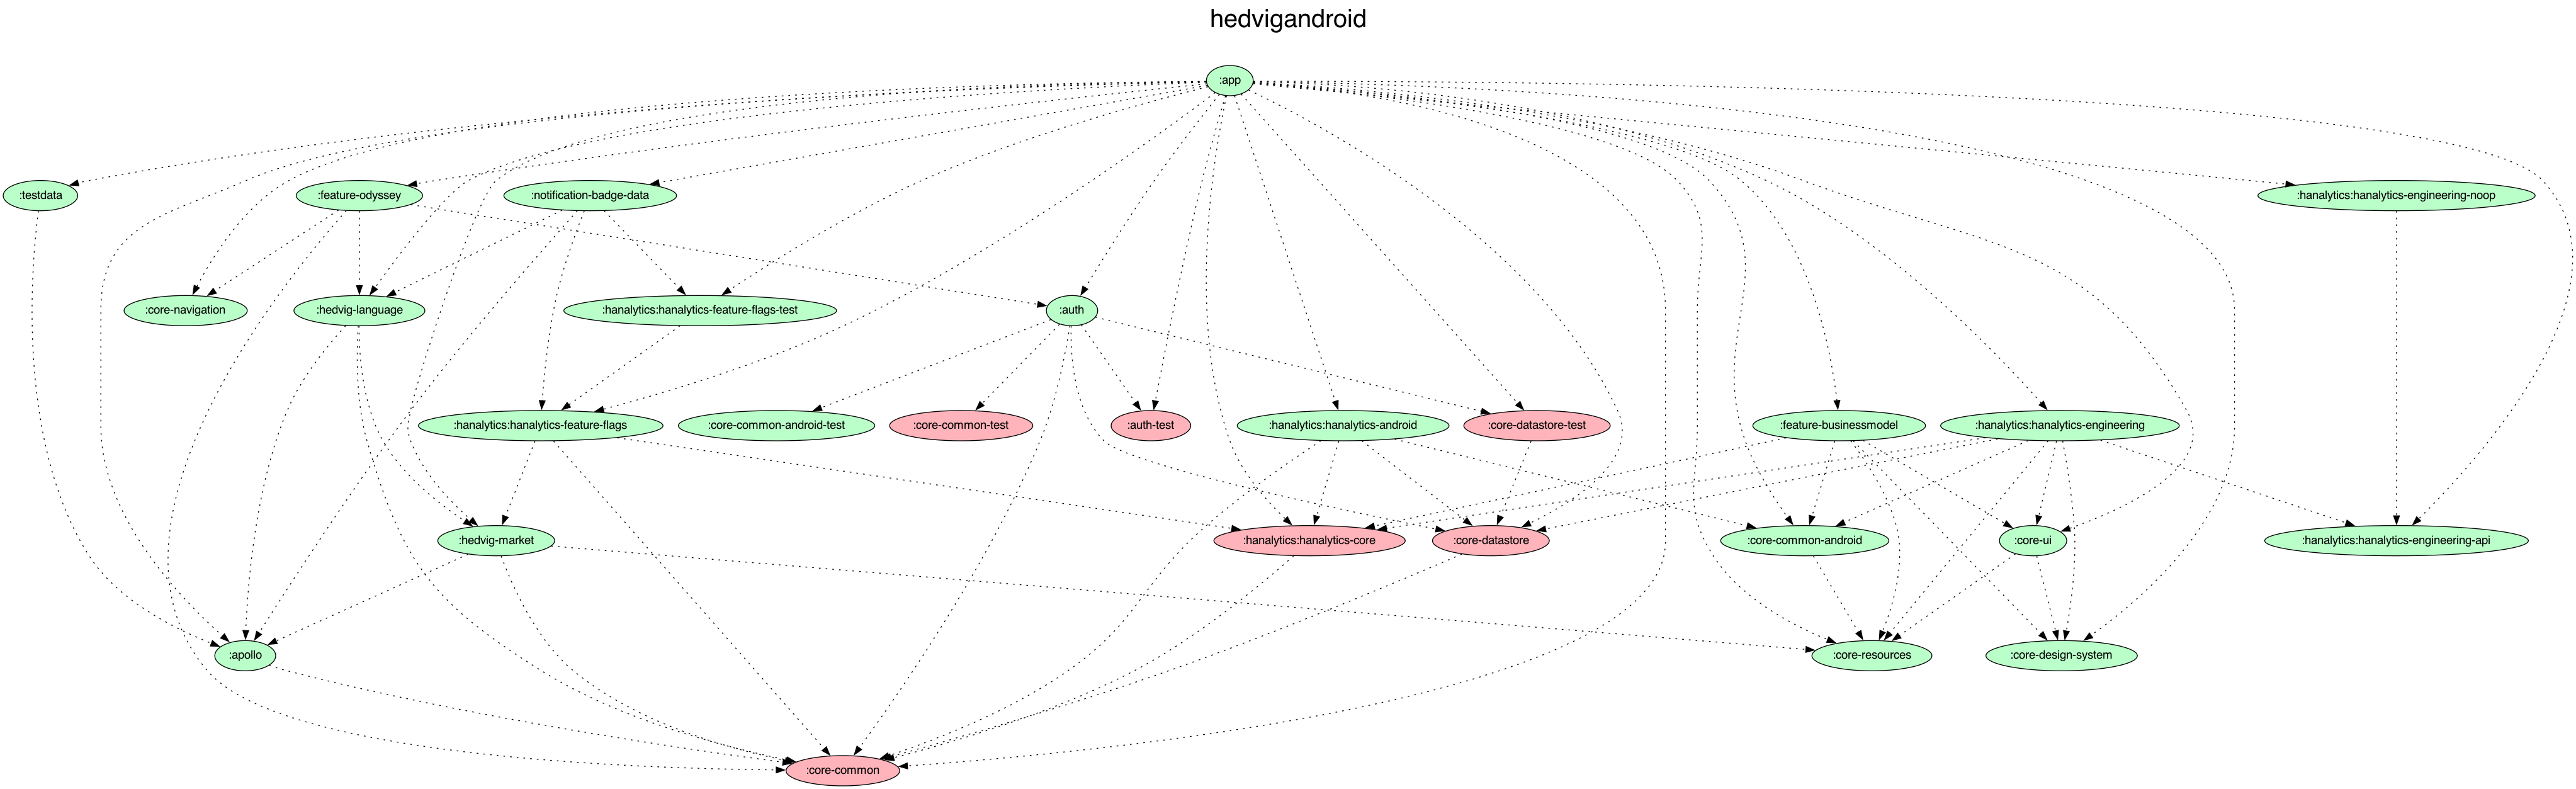 hedvigandroid
:app
:testdata
:feature-odyssey
:notification-badge-data
:hanalytics:hanalytics-engineering-noop
:core-navigation
:hedvig-language
:hanalytics:hanalytics-feature-flags-test
:auth
:hanalytics:hanalytics-feature-flags
:core-common-android-test
:core-common-test
:auth-test
:hanalytics:hanalytics-android
:core-datastore-test
:feature-businessmodel
:hanalytics:hanalytics-engineering
:hedvig-market
:hanalytics:hanalytics-core
:core-datastore
:core-common-android
:core-ui
:hanalytics:hanalytics-engineering-api
:apollo
:core-resources
:core-design-system
:core-common